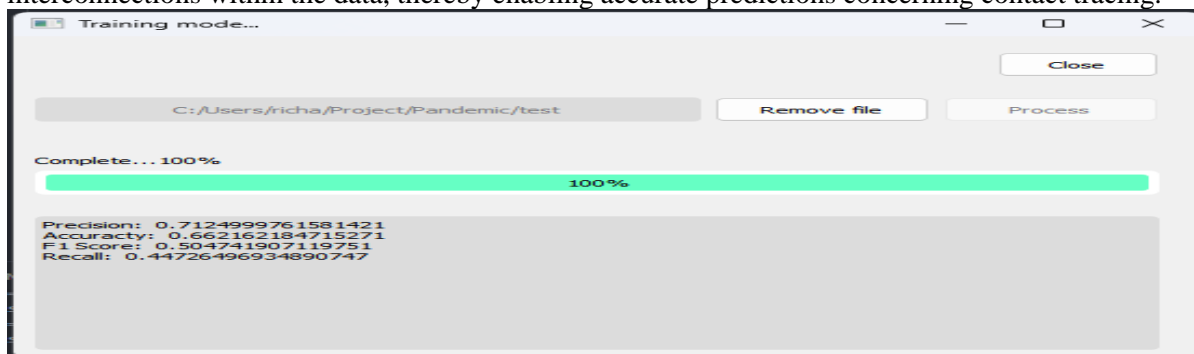 interconnections within the data, thereby enabling accurate predictions concerning contact tracing.
Training mode...
Close
C:/Users/richa/Project/Pandemic/test
Remove file
Process
Complete...100%
100%
Precision: 0.7124999761581421
Accuracty: 0.662162184715271
F1 Score: 0.504741907119751
Recall: 0.44726496934890747